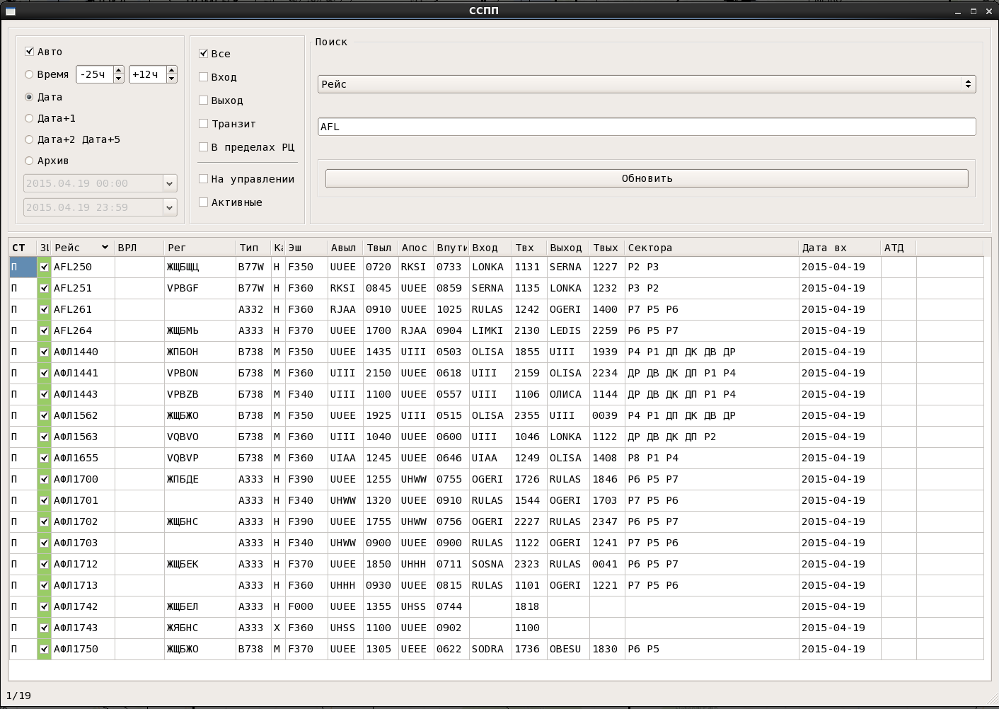 ССПП
Авто
Время -25ч +12ч
Дата
Дата+1
Дата+2 Дата+5
Архив
2015.04.19 00:00
2015.04.19 23:59
Все
Вход
Выход
Транзит
В пределах РЦ
На управлении
Активные
Поиск
Рейс
AFL
Обновить
СТ Рейс ВРЛ Рег Тип Эш Авыл Твыл Апос Впути Вход Твх Выход Твых Сектора Дата вх АТД
П AFL250 ЖЩБЩЦ B77W H F350 UUEE 0720 RKSI 0733 LONKA 1131 SERNA 1227 P2 P3 2015-04-19
П AFL251 VPBGF B77W H F360 RKSI 0845 UUEE 0859 SERNA 1135 LONKA 1232 P3 P2 2015-04-19
П AFL261 A332 H F360 RJAA 0910 UUEE 1025 RULAS 1242 OGERI 1400 P7 P5 P6 2015-04-19
П AFL264 ЖЩБМЬ A333 H F370 UUEE 1700 RJAA 0904 LIMKI 2130 LEDIS 2259 P6 P5 P7 2015-04-19
П АФЛ1440 ЖПБОН B738 M F350 UUEE 1435 UIII 0503 OLISA 1855 UIII 1939 P4 P1 ДП ДК ДВ ДР 2015-04-19
П АФЛ1441 VPBON Б738 M F360 UIII 2150 UUEE 0618 UIII 2159 OLISA 2234 ДР ДВ ДК ДП P1 P4 2015-04-19
П АФЛ1443 VPBZB Б738 M F340 UIII 1100 UUEE 0557 UIII 1106 ОЛИСА 1144 ДР ДВ ДК ДП P1 P4 2015-04-19
П АФЛ1562 ЖЩБЖО B738 M F350 UUEE 1925 UIII 0515 OLISA 2355 UIII 0039 P4 P1 ДП ДК ДВ ДР 2015-04-19
П АФЛ1563 VQBVO Б738 M F360 UIII 1040 UUEE 0600 UIII 1046 LONKA 1122 ДР ДВ ДК ДП P2 2015-04-19
П АФЛ1655 VQBVP Б738 M F360 UIAA 1245 UUEE 0646 UIAA 1249 OLISA 1408 P8 P1 P4 2015-04-19
П АФЛ1700 ЖПБДЕ A333 H F390 UUEE 1255 UHWW 0755 OGERI 1726 RULAS 1846 P6 P5 P7 2015-04-19
П АФЛ1701 A333 H F340 UHWW 1320 UUEE 0910 RULAS 1544 OGERI 1703 P7 P5 P6 2015-04-19
П АФЛ1702 ЖЩБНС A333 H F390 UUEE 1755 UHWW 0756 OGERI 2227 RULAS 2347 P6 P5 P7 2015-04-19
П АФЛ1703 A333 H F340 UHWW 0900 UUEE 0900 RULAS 1122 OGERI 1241 P7 P5 P6 2015-04-19
П АФЛ1712 ЖЩБЕК A333 H F370 UUEE 1850 UHHH 0711 SOSNA 2323 RULAS 0041 P6 P5 P7 2015-04-19
П АФЛ1713 A333 H F360 UHHH 0930 UUEE 0815 RULAS 1101 OGERI 1221 P7 P5 P6 2015-04-19
П АФЛ1742 ЖЩБЕЛ A333 H F000 UUEE 1355 UHSS 0744 1818 2015-04-19
П АФЛ1743 ЖЯБНС A333 X F360 UHSS 1100 UUEE 0902 1100 2015-04-19
П АФЛ1750 ЖЩБЖО B738 M F370 UUEE 1305 UEEE 0622 SODRA 1736 OBESU 1830 P6 P5 2015-04-19
1/19